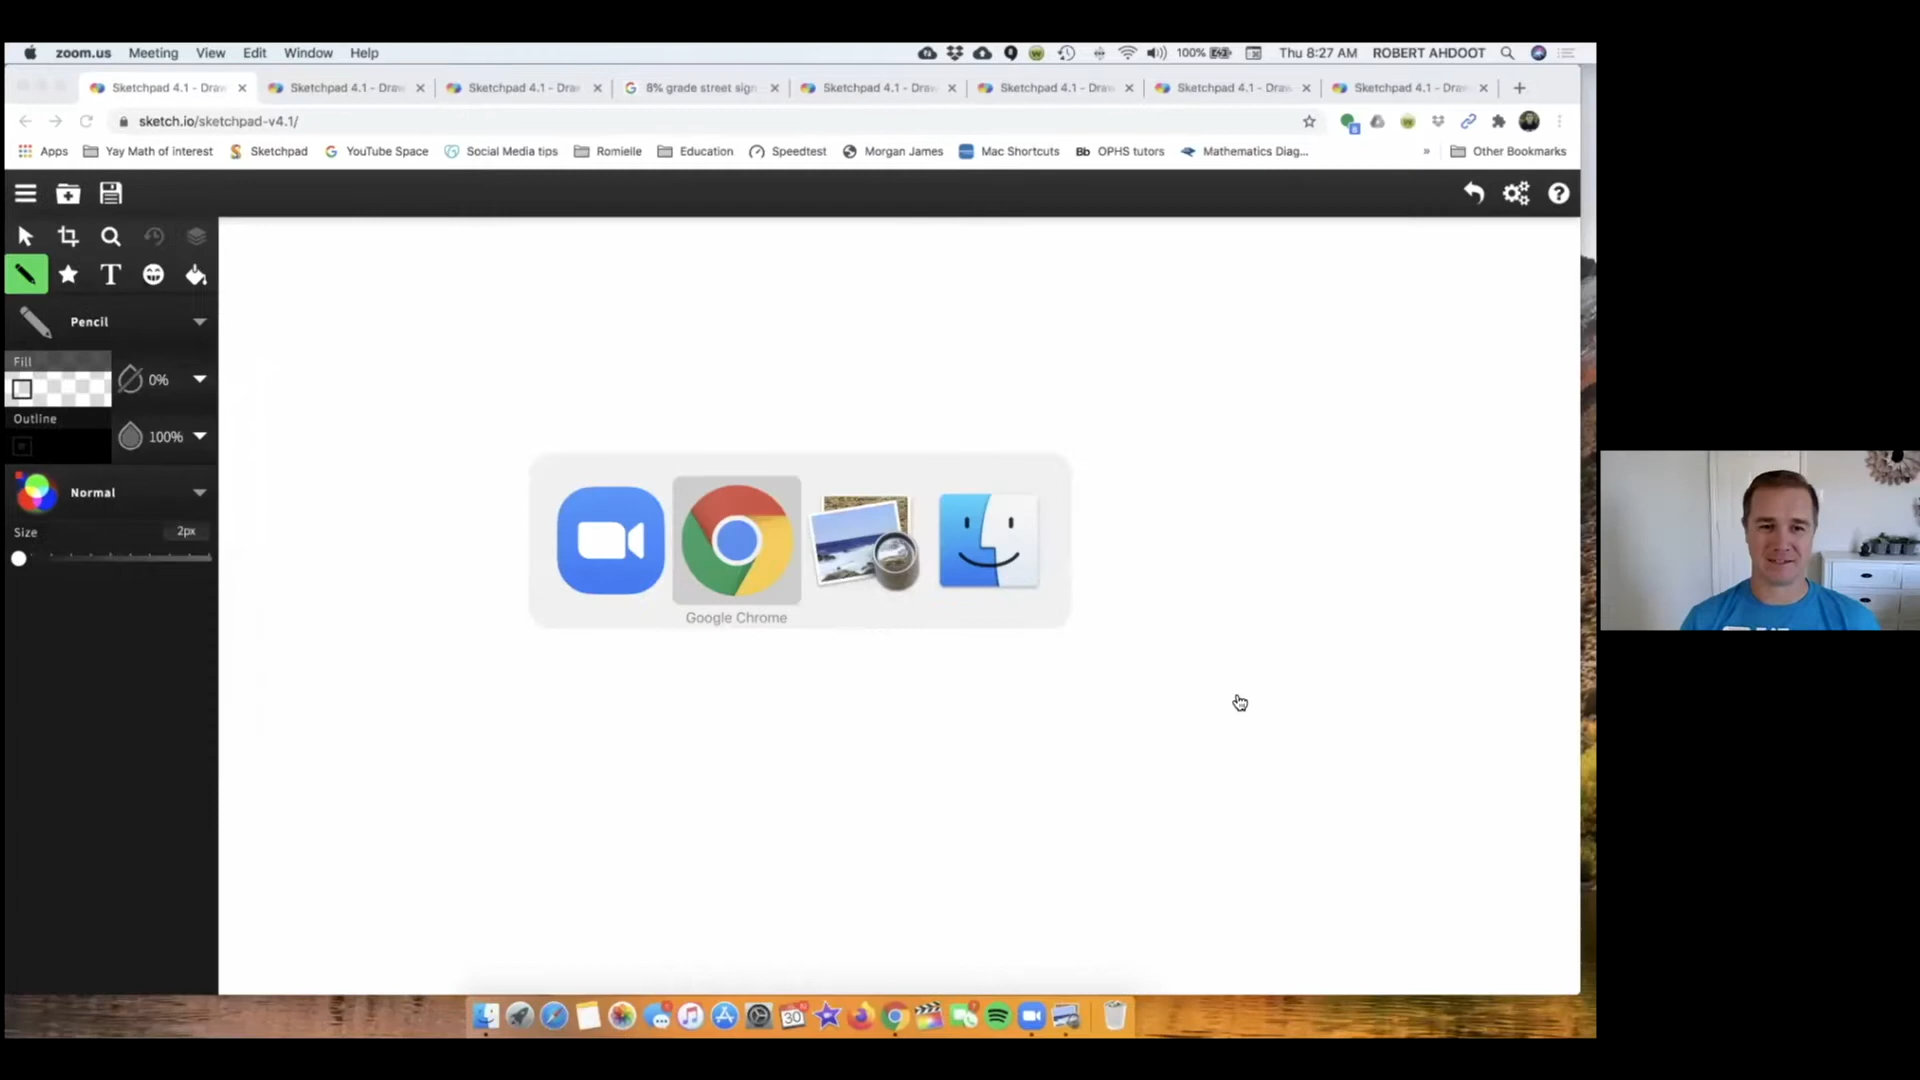 zoom.us Meeting View Edit Window Help 100% Thu 8:27 AM ROBERT AHDOOT
Sketchpad 4.1 - Draw Sketchpad 4.1 - Draw Sketchpad 4.1 - Draw 8% grade street sign Sketchpad 4.1 - Draw Sketchpad 4.1 - Draw Sketchpad 4.1 - Draw Sketchpad 4.1 - Draw
sketch.io/sketchpad-v4.1/
Apps Yay Math of interest Sketchpad YouTube Space Social Media tips Romielle Education Speedtest Morgan James Mac Shortcuts Bb OPHS tutors Mathematics Diag... » Other Bookmarks
T
Pencil
Fill
0%
Outline
100%
Normal
Size 2px
Google Chrome
30